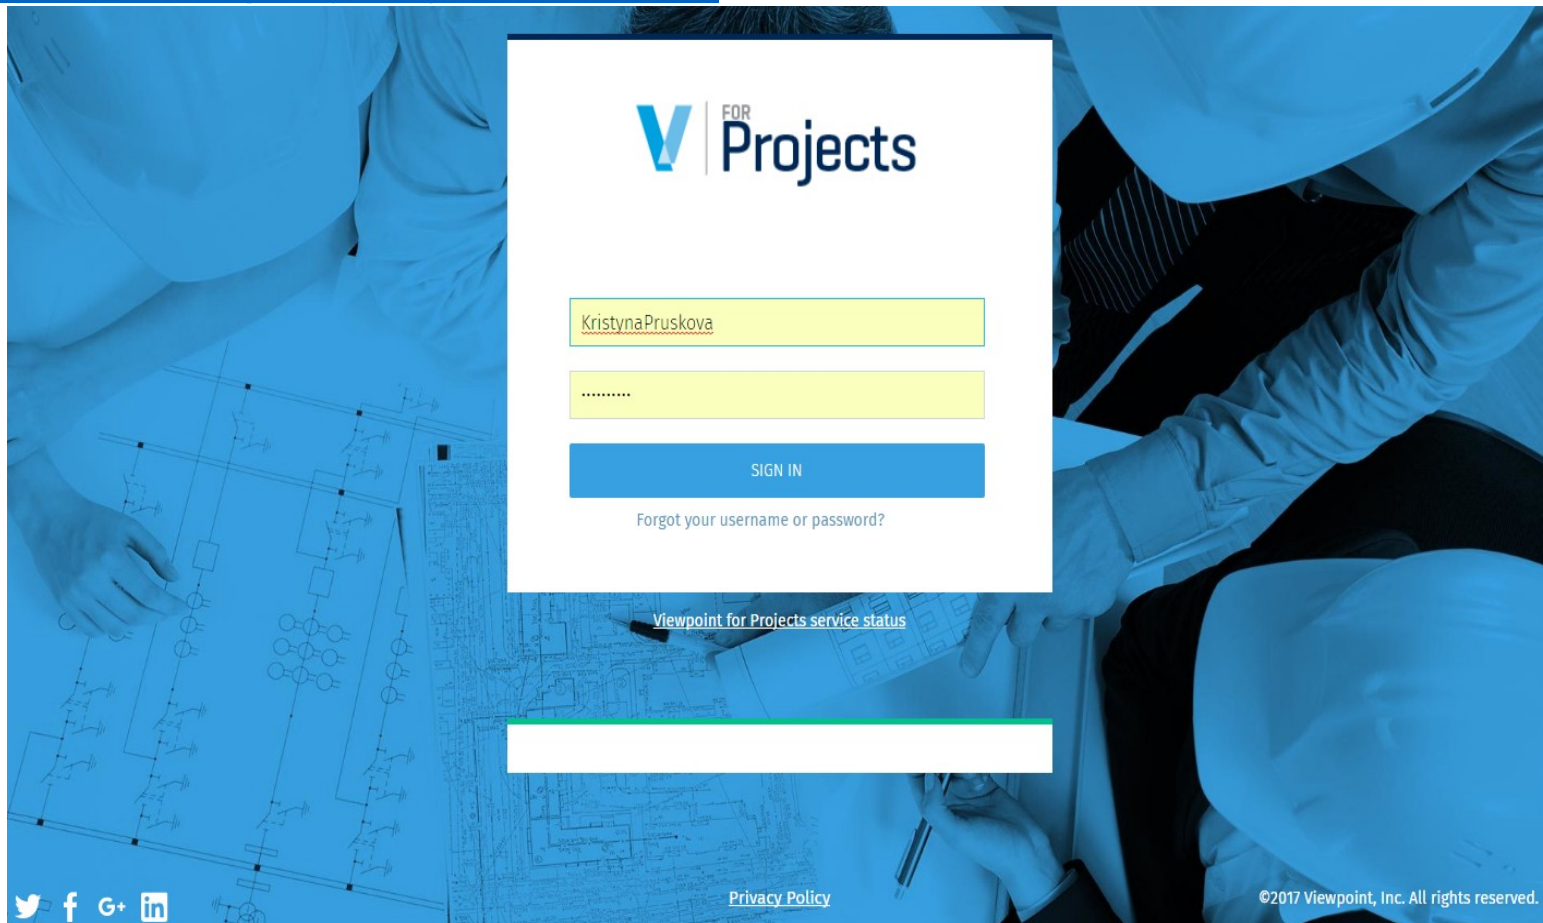 FOR
Projects
KristynaPruskova
..........
SIGN IN
Forgot your username or password?
Viewpoint for Projects service status
Privacy Policy
©2017 Viewpoint, Inc. All rights reserved.